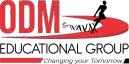 ODM
EDUCATIONAL GROUP
Changing your Tomorrow